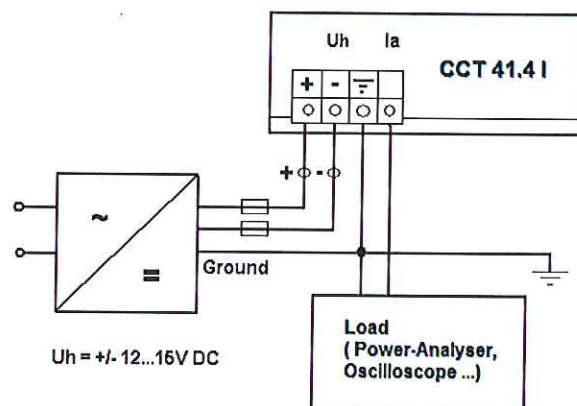 Uh Ia
CCT 41.4 I
+ -
+ -
~
=
Ground
Uh = +/- 12...15V DC
Load
( Power-Analyser,
Oscilloscope ...)